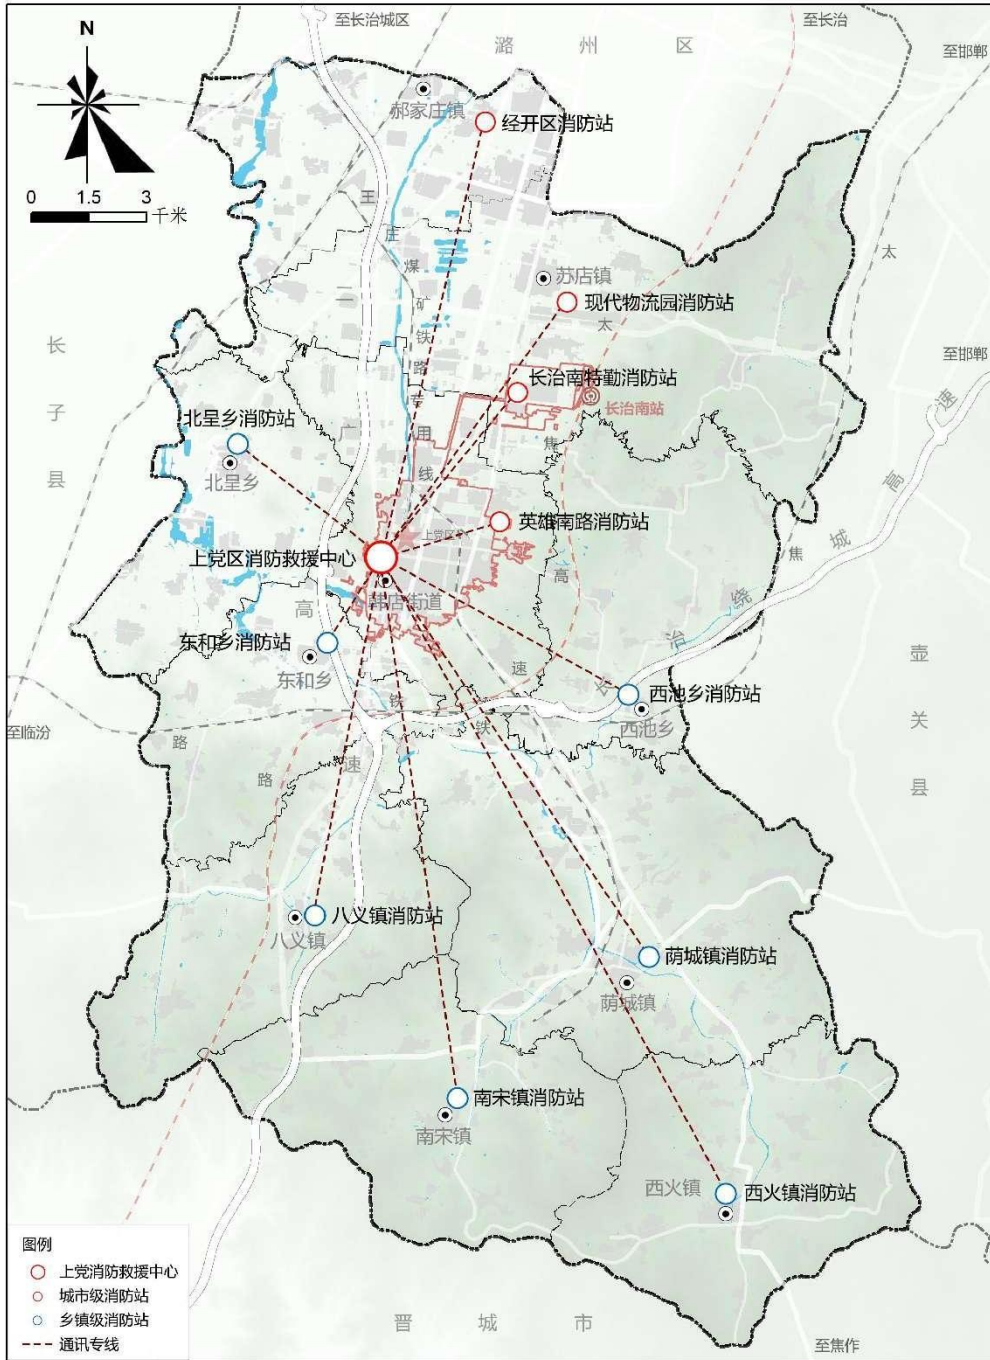 至长治城区
至长治
潞 州 区
至邯郸
N
郝家庄镇
经开区消防站
0 1.5 3
千米
王
庄
煤
矿
铁
路
专
用
线
二
广
高
速
太
苏店镇
现代物流园消防站
太
焦
高
速
铁
路
至邯郸
长
子
县
长治南特勤消防站
长治南站
北呈乡消防站
北呈乡
英雄南路消防站
上党区
上党区消防救援中心
韩店街道
速
高
城
绕
治
长
焦
铁
路
东和乡消防站
东和乡
西池乡消防站
西池乡
壶
关
县
至临汾
八义镇消防站
八义镇
荫城镇消防站
荫城镇
南宋镇消防站
南宋镇
西火镇
西火镇消防站
图例
上党消防救援中心
城市级消防站
乡镇级消防站
通讯专线
晋 城 市
至焦作